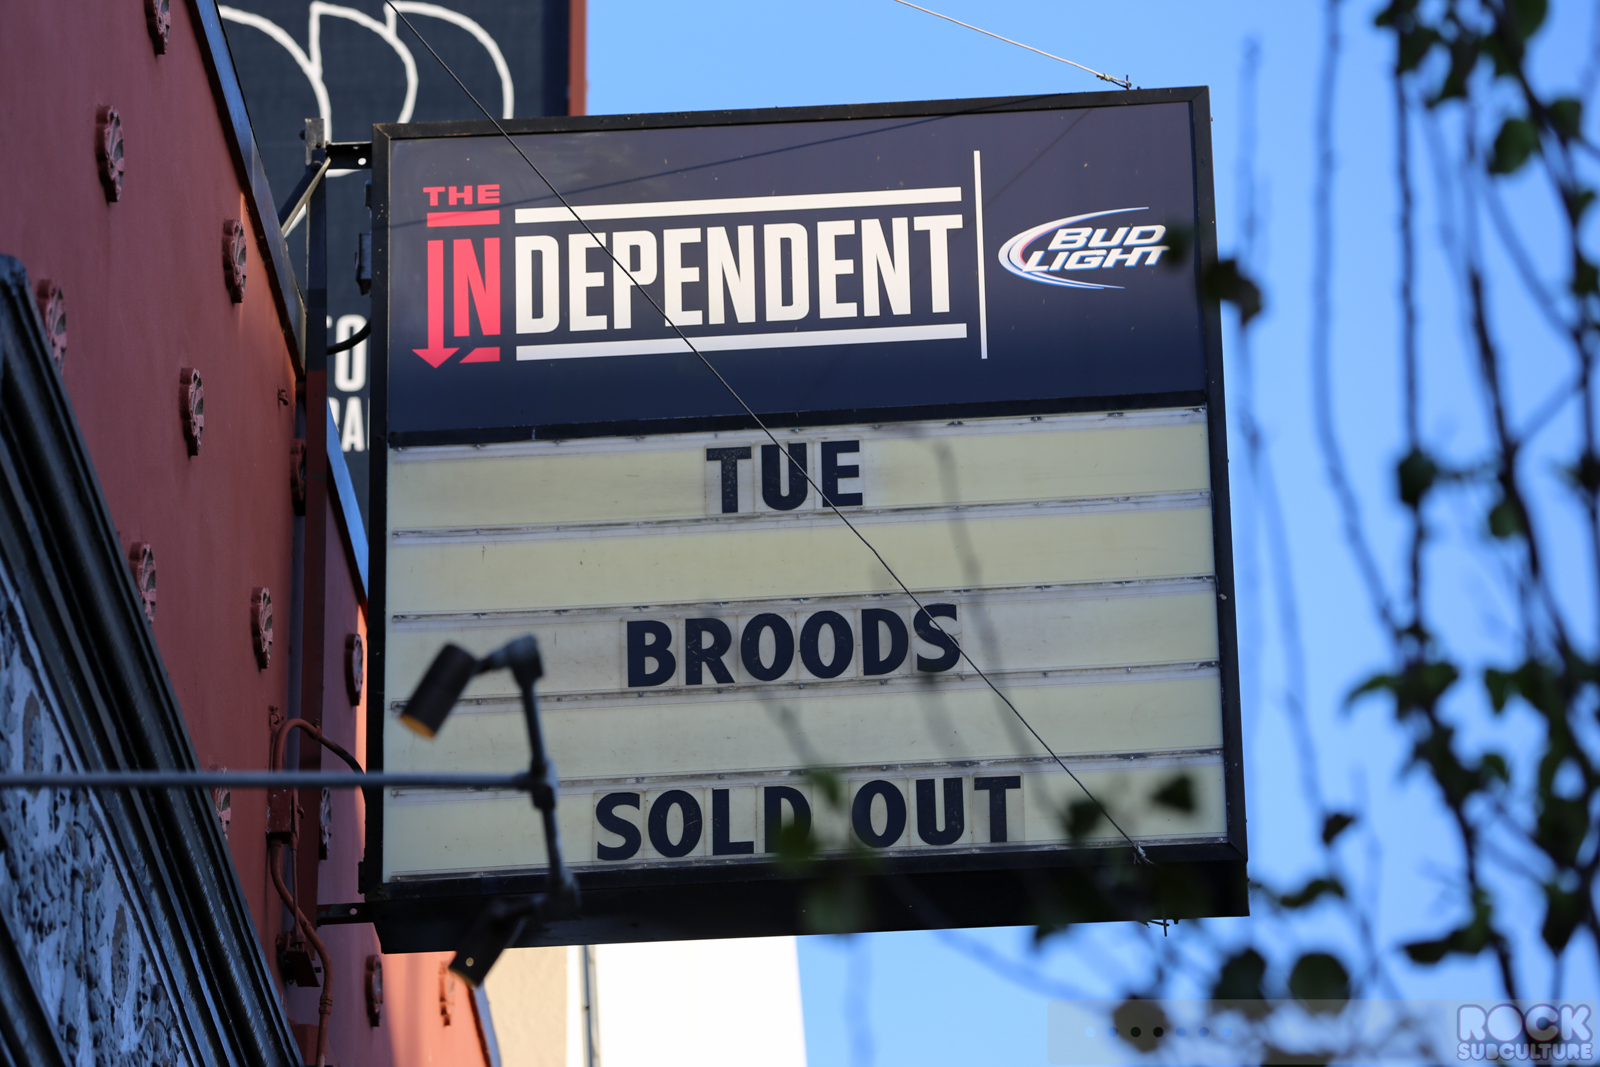 THE
INDEPENDENT
BUD
LIGHT
TUE
BROODS
SOLD OUT
ROCK
SUBCULTURE